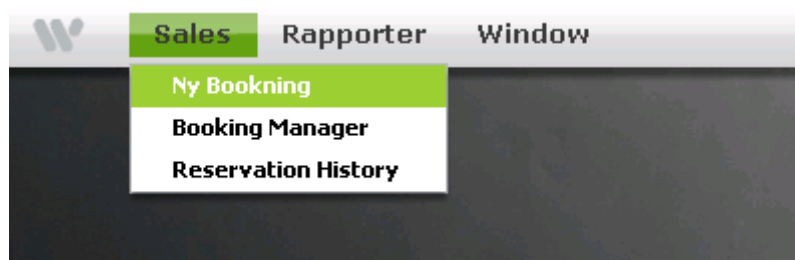 Sales Rapporter Window
Ny Bookning
Booking Manager
Reservation History